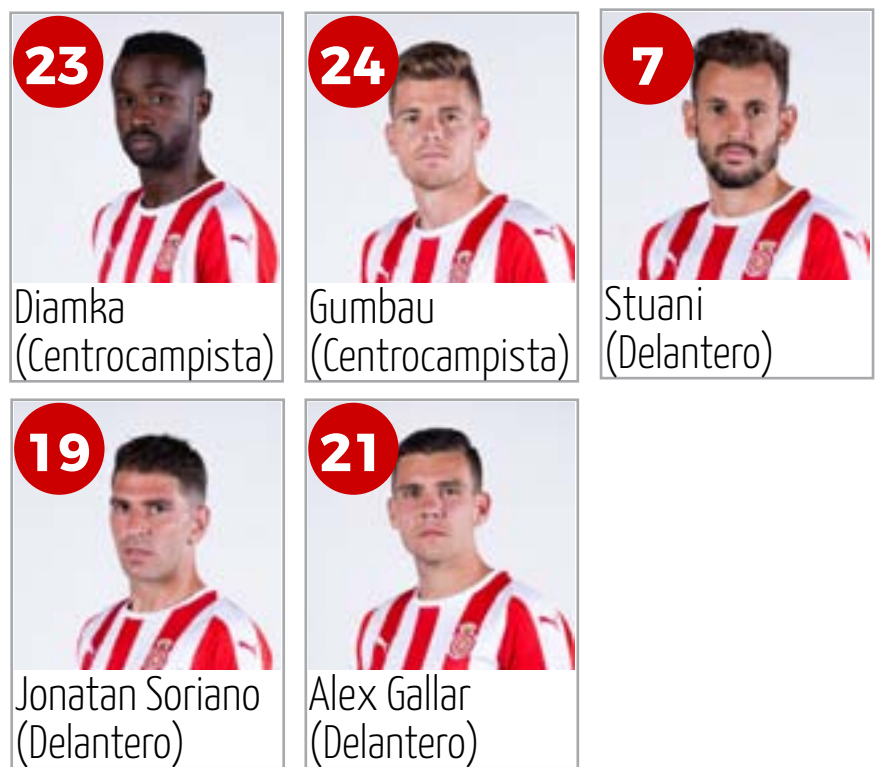 23
Diamka
(Centrocampista)
24
Gumbau
(Centrocampista)
7
Stuani
(Delantero)
19
Jonatan Soriano
(Delantero)
21
Alex Gallar
(Delantero)